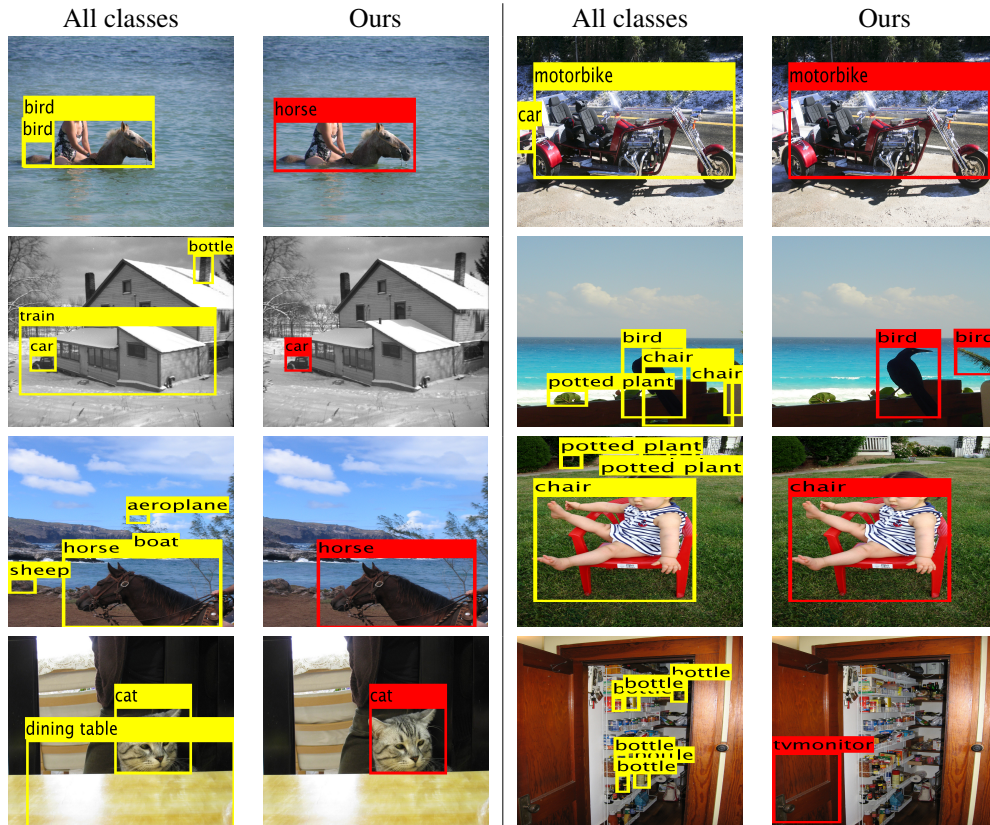 All classes
Ours
All classes
Ours
bird
bird
horse
motorbike
car
motorbike
bottle
train
car
car
bird
chair
chair
potted plant
bird
bird
aeroplane
horse
boat
sheep
horse
potted plant
potted plant
chair
chair
cat
dining table
cat
bottle
bottle
bottle
bottle
bottle
tvmonitor